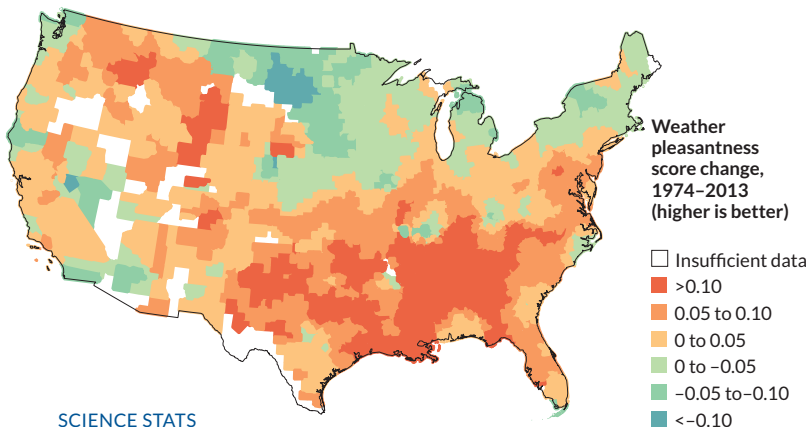 Weather
pleasantness
score change,
1974–2013
(higher is better)
Insufficient data
>0.10
0.05 to 0.10
0 to 0.05
0 to –0.05
–0.05 to–0.10
<–0.10
SCIENCE STATS